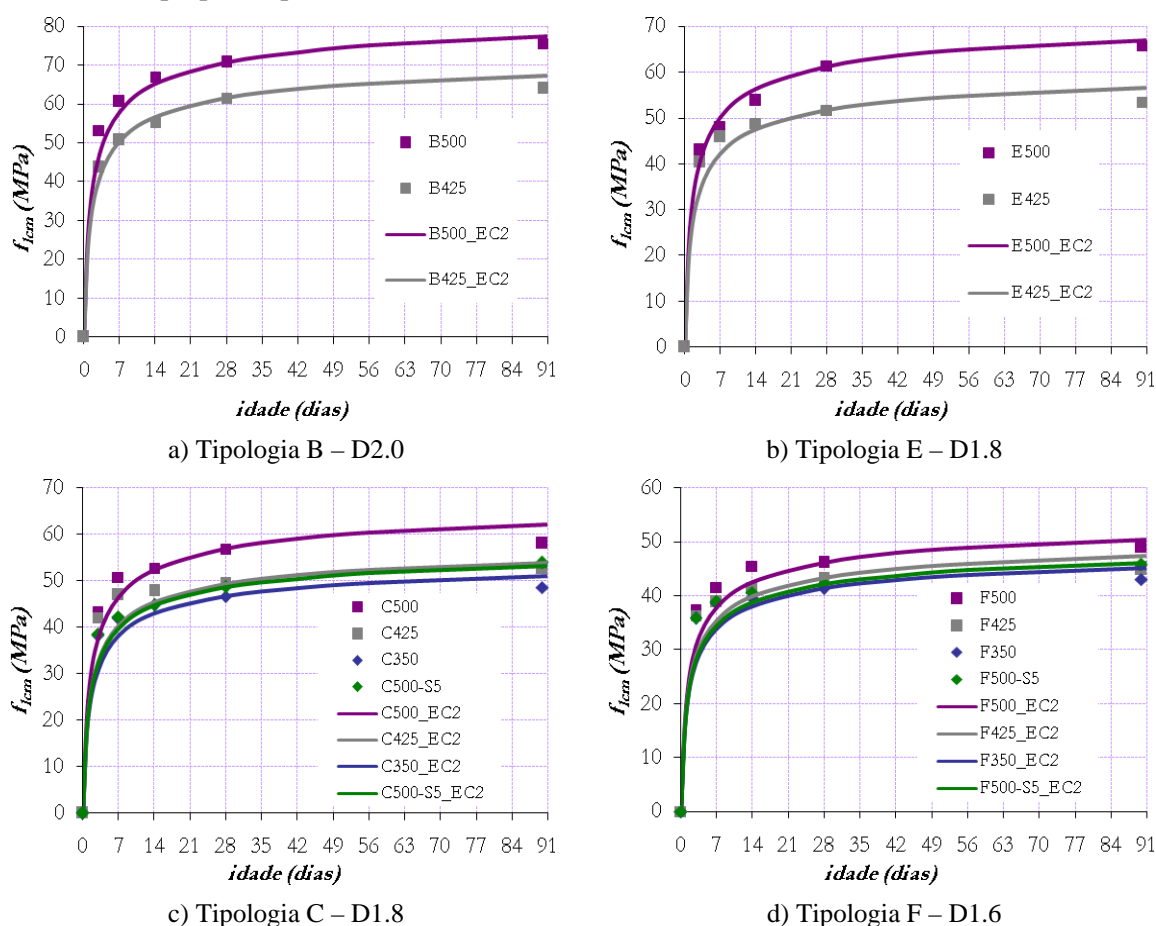 80
70
60
50
40
30
20
10
0
f_lcm (MPa)
B500
B425
B500_EC2
B425_EC2
0 7 14 21 28 35 42 49 56 63 70 77 84 91
idade (dias)
a) Tipologia B – D2.0
70
60
50
40
30
20
10
0
f_lcm (MPa)
E500
E425
E500_EC2
E425_EC2
0 7 14 21 28 35 42 49 56 63 70 77 84 91
idade (dias)
b) Tipologia E – D1.8
70
60
50
40
30
20
10
0
f_lcm (MPa)
C500
C425
C350
C500-S5
C500_EC2
C425_EC2
C350_EC2
C500-S5_EC2
0 7 14 21 28 35 42 49 56 63 70 77 84 91
idade (dias)
c) Tipologia C – D1.8
60
50
40
30
20
10
0
f_lcm (MPa)
F500
F425
F350
F500-S5
F500_EC2
F425_EC2
F350_EC2
F500-S5_EC2
0 7 14 21 28 35 42 49 56 63 70 77 84 91
idade (dias)
d) Tipologia F – D1.6